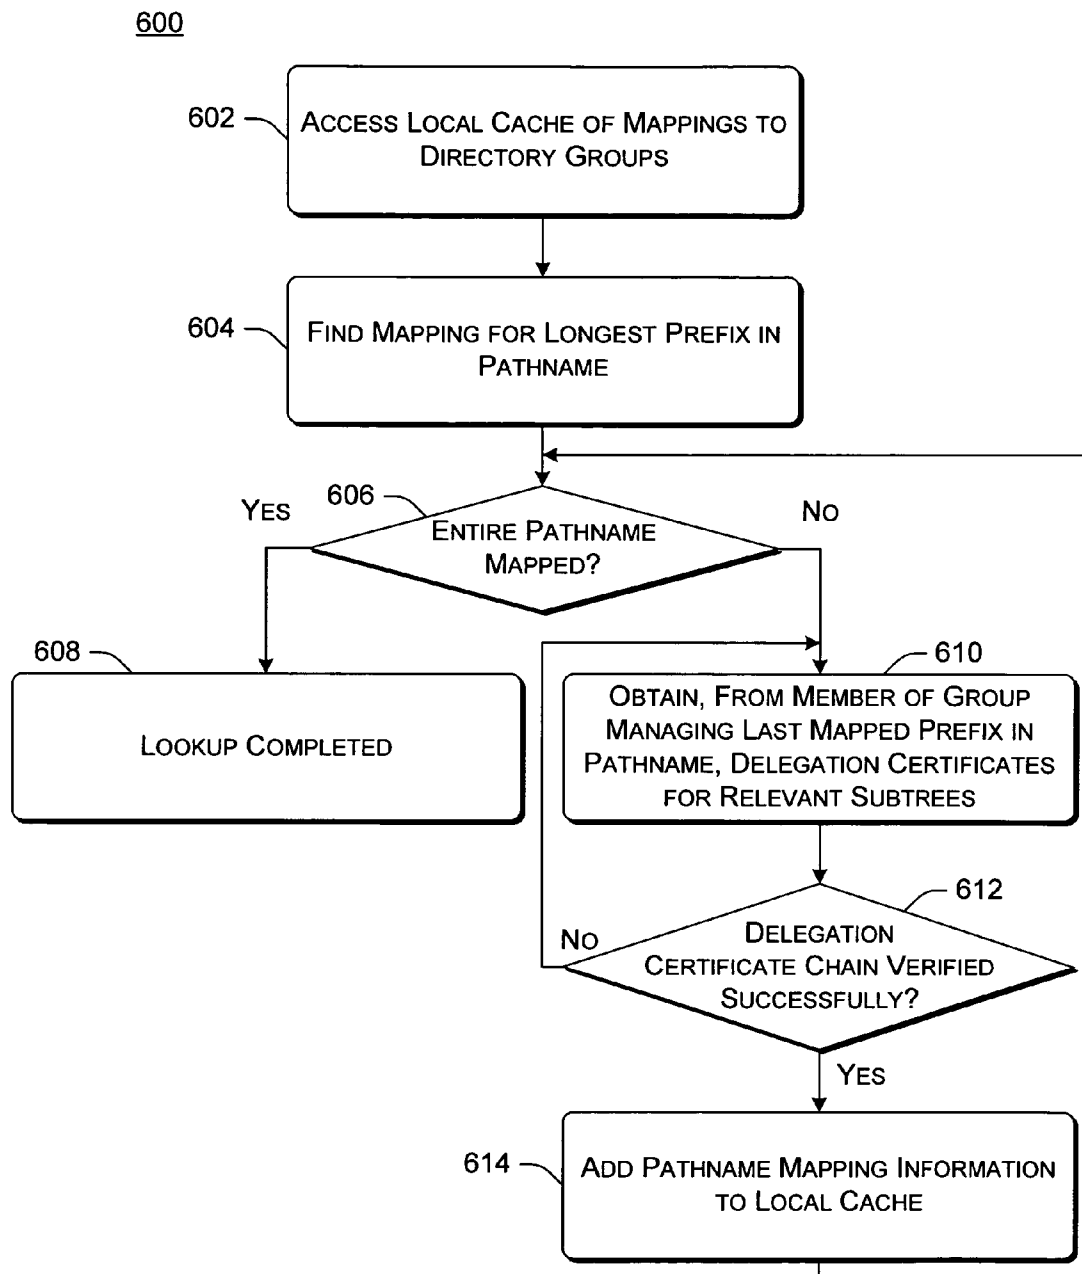 600
602
ACCESS LOCAL CACHE OF MAPPINGS TO
DIRECTORY GROUPS
604
FIND MAPPING FOR LONGEST PREFIX IN
PATHNAME
606
YES
NO
ENTIRE PATHNAME
MAPPED?
608
LOOKUP COMPLETED
610
OBTAIN, FROM MEMBER OF GROUP
MANAGING LAST MAPPED PREFIX IN
PATHNAME, DELEGATION CERTIFICATES
FOR RELEVANT SUBTREES
612
NO
DELEGATION
CERTIFICATE CHAIN VERIFIED
SUCCESSFULLY?
YES
614
ADD PATHNAME MAPPING INFORMATION
TO LOCAL CACHE